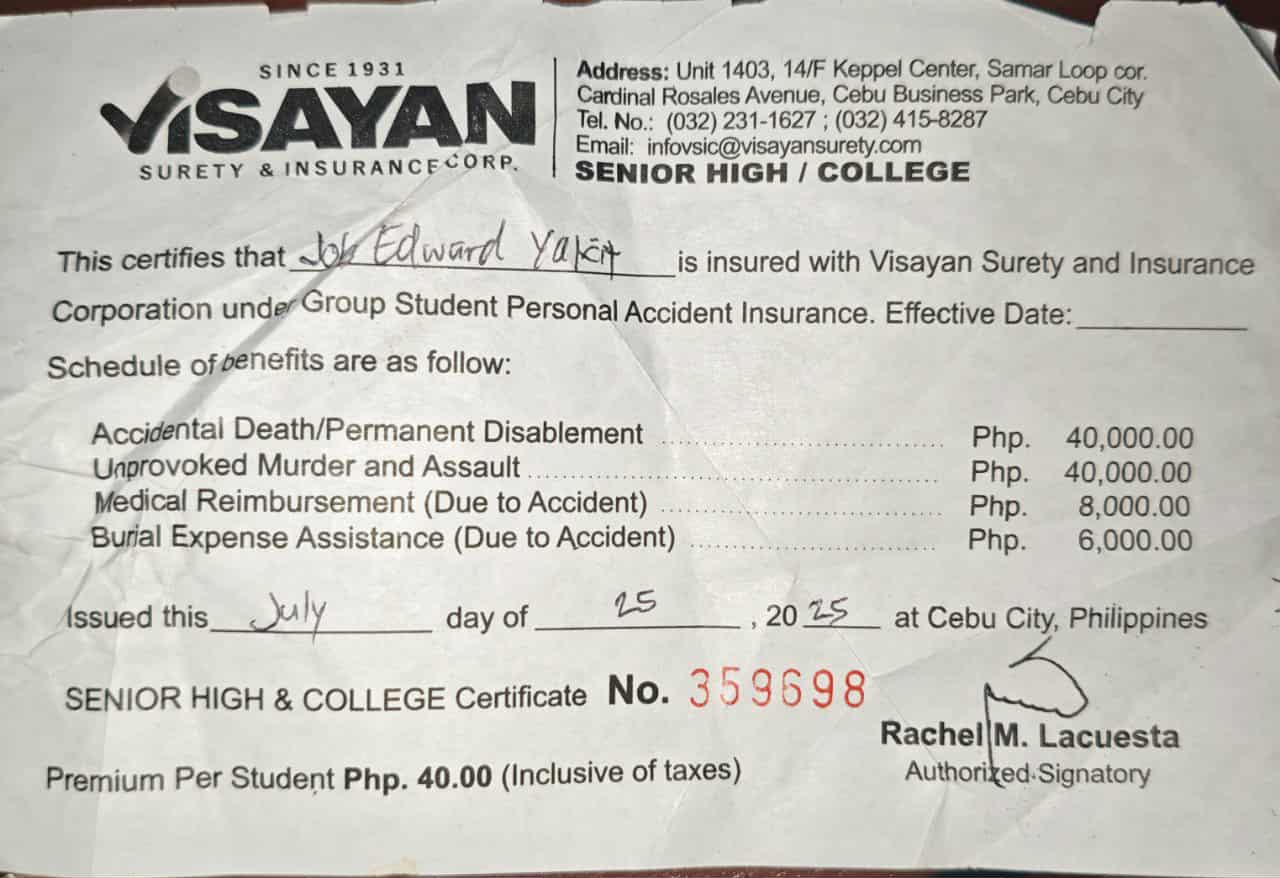 SINCE 1931
VISAYAN
SURETY & INSURANCE CORP.
Address: Unit 1403, 14/F Keppel Center, Samar Loop cor.
Cardinal Rosales Avenue, Cebu Business Park, Cebu City
Tel. No.: (032) 231-1627 ; (032) 415-8287
Email: infovsic@visayansurety.com
SENIOR HIGH / COLLEGE
This certifies that Job Edward Yakit is insured with Visayan Surety and Insurance
Corporation under Group Student Personal Accident Insurance. Effective Date:
Schedule of benefits are as follow:
Accidental Death/Permanent Disablement Php. 40,000.00
Unprovoked Murder and Assault Php. 40,000.00
Medical Reimbursement (Due to Accident) Php. 8,000.00
Burial Expense Assistance (Due to Accident) Php. 6,000.00
Issued this July day of 25, 2025 at Cebu City, Philippines
SENIOR HIGH & COLLEGE Certificate No. 359698
Rachel M. Lacuesta
Authorized Signatory
Premium Per Student Php. 40.00 (Inclusive of taxes)